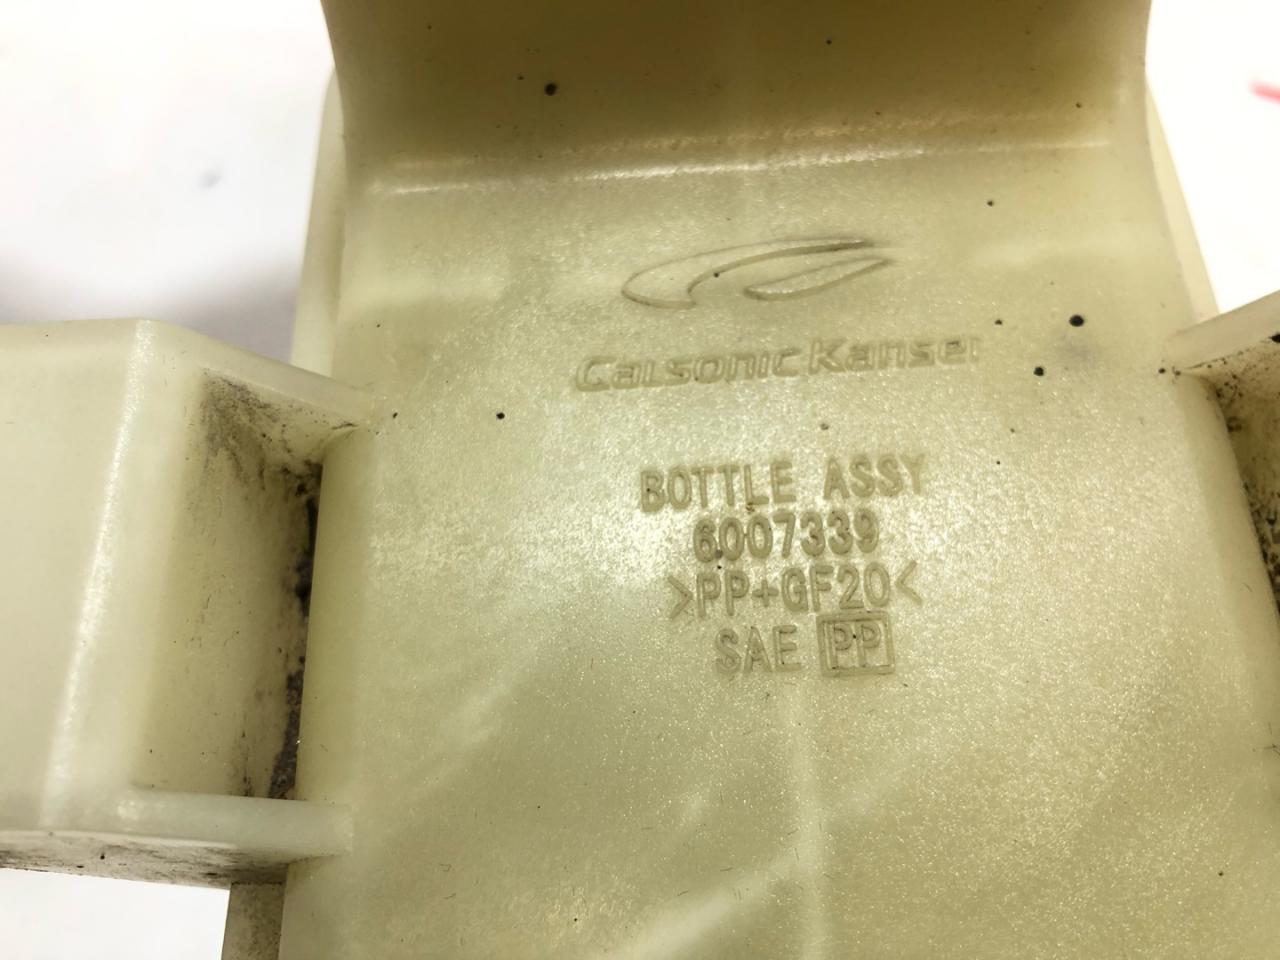 CalsonicKansei
BOTTLE ASSY
6007339
>PP+GF20<
SAE PP